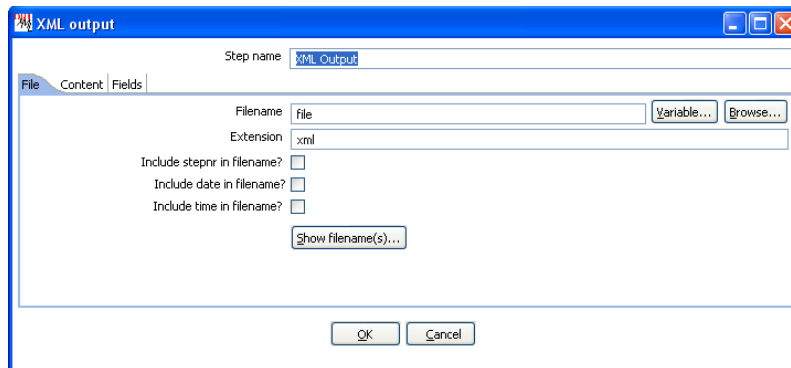 XML output
Step name XML Output
File Content Fields
Filename file Variable... Browse...
Extension xml
Include stepnr in filename?
Include date in filename?
Include time in filename?
Show filename(s)...
OK Cancel